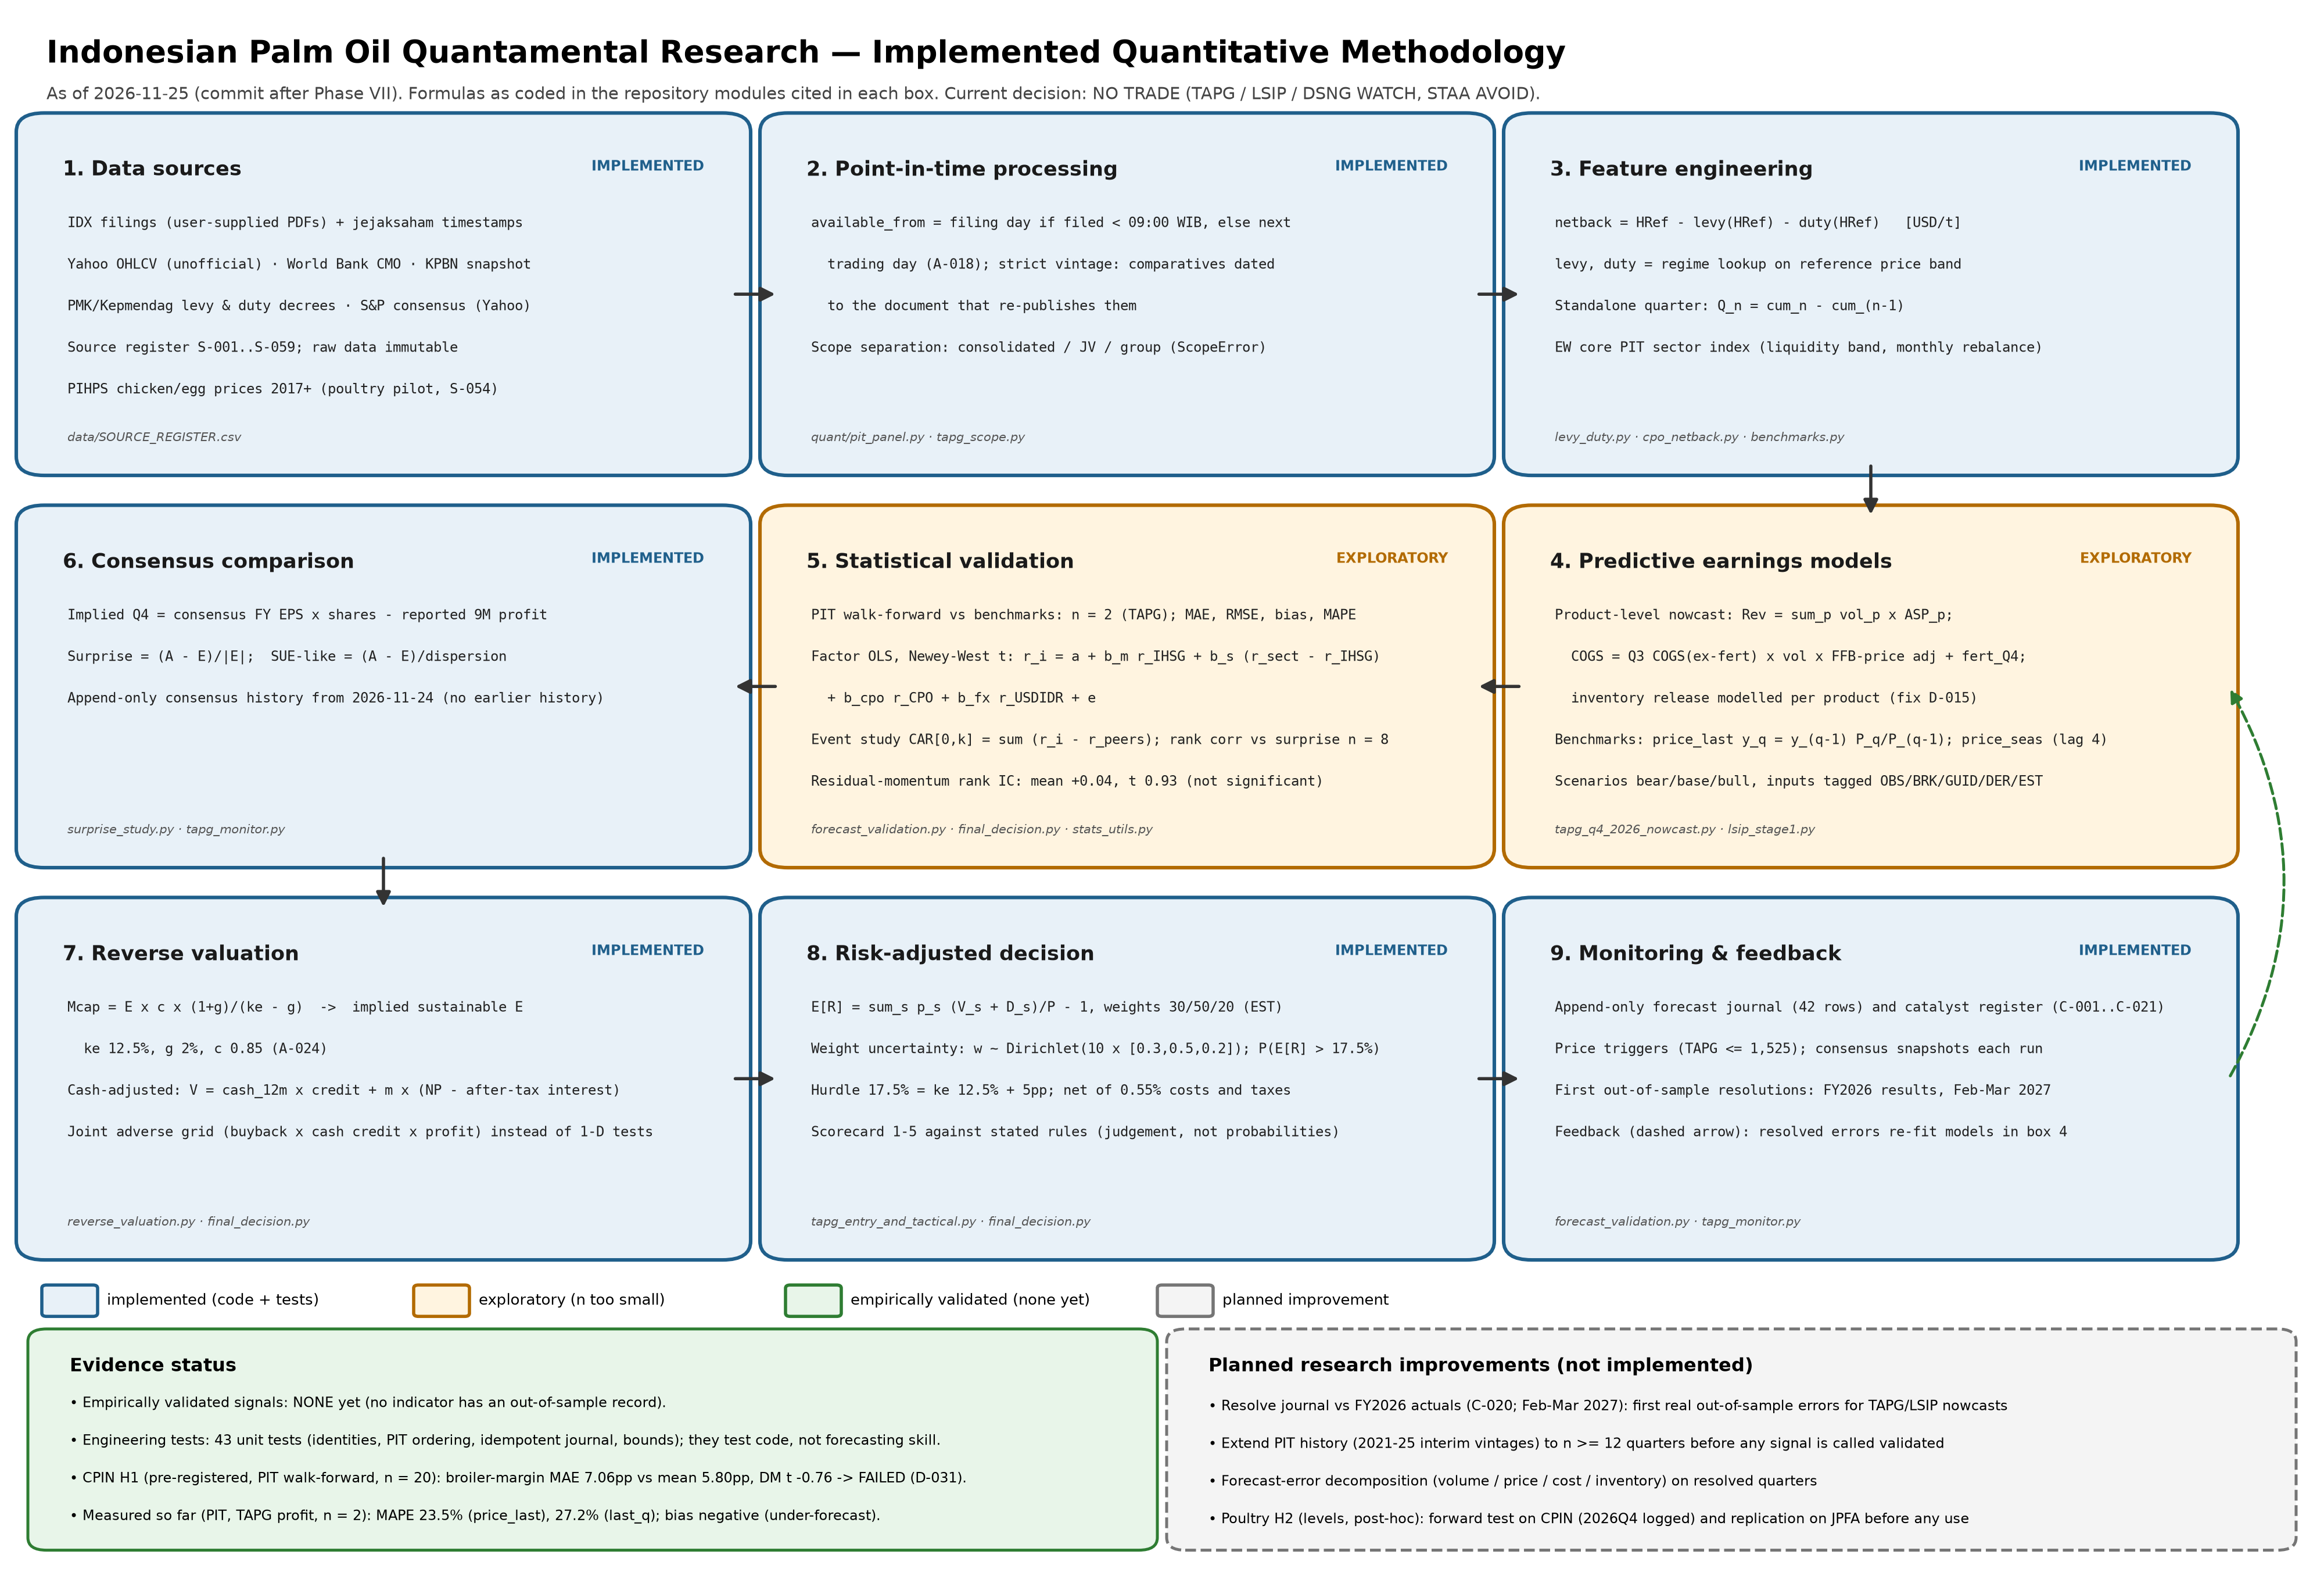 Indonesian Palm Oil Quantamental Research — Implemented Quantitative Methodology
As of 2026-11-25 (commit after Phase VII). Formulas as coded in the repository modules cited in each box. Current decision: NO TRADE (TAPG / LSIP / DSNG WATCH, STAA AVOID).
1. Data sources
IMPLEMENTED
IDX filings (user-supplied PDFs) + jejaksaham timestamps
Yahoo OHLCV (unofficial) · World Bank CMO · KPBN snapshot
PMK/Kepmendag levy & duty decrees · S&P consensus (Yahoo)
Source register S-001..S-059; raw data immutable
PIHPS chicken/egg prices 2017+ (poultry pilot, S-054)
data/SOURCE_REGISTER.csv
2. Point-in-time processing
IMPLEMENTED
available_from = filing day if filed < 09:00 WIB, else next
trading day (A-018); strict vintage: comparatives dated
to the document that re-publishes them
Scope separation: consolidated / JV / group (ScopeError)
quant/pit_panel.py · tapg_scope.py
3. Feature engineering
IMPLEMENTED
netback = HRef - levy(HRef) - duty(HRef)   [USD/t]
levy, duty = regime lookup on reference price band
Standalone quarter: Q_n = cum_n - cum_(n-1)
EW core PIT sector index (liquidity band, monthly rebalance)
levy_duty.py · cpo_netback.py · benchmarks.py
6. Consensus comparison
IMPLEMENTED
Implied Q4 = consensus FY EPS x shares - reported 9M profit
Surprise = (A - E)/|E|;  SUE-like = (A - E)/dispersion
Append-only consensus history from 2026-11-24 (no earlier history)
surprise_study.py · tapg_monitor.py
5. Statistical validation
EXPLORATORY
PIT walk-forward vs benchmarks: n = 2 (TAPG); MAE, RMSE, bias, MAPE
Factor OLS, Newey-West t: r_i = a + b_m r_IHSG + b_s (r_sect - r_IHSG)
+ b_cpo r_CPO + b_fx r_USDIDR + e
Event study CAR[0,k] = sum (r_i - r_peers); rank corr vs surprise n = 8
Residual-momentum rank IC: mean +0.04, t 0.93 (not significant)
forecast_validation.py · final_decision.py · stats_utils.py
4. Predictive earnings models
EXPLORATORY
Product-level nowcast: Rev = sum_p vol_p x ASP_p;
COGS = Q3 COGS(ex-fert) x vol x FFB-price adj + fert_Q4;
inventory release modelled per product (fix D-015)
Benchmarks: price_last y_q = y_(q-1) P_q/P_(q-1); price_seas (lag 4)
Scenarios bear/base/bull, inputs tagged OBS/BRK/GUID/DER/EST
tapg_q4_2026_nowcast.py · lsip_stage1.py
7. Reverse valuation
IMPLEMENTED
Mcap = E x c x (1+g)/(ke - g)  ->  implied sustainable E
ke 12.5%, g 2%, c 0.85 (A-024)
Cash-adjusted: V = cash_12m x credit + m x (NP - after-tax interest)
Joint adverse grid (buyback x cash credit x profit) instead of 1-D tests
reverse_valuation.py · final_decision.py
8. Risk-adjusted decision
IMPLEMENTED
E[R] = sum_s p_s (V_s + D_s)/P - 1, weights 30/50/20 (EST)
Weight uncertainty: w ~ Dirichlet(10 x [0.3,0.5,0.2]); P(E[R] > 17.5%)
Hurdle 17.5% = ke 12.5% + 5pp; net of 0.55% costs and taxes
Scorecard 1-5 against stated rules (judgement, not probabilities)
tapg_entry_and_tactical.py · final_decision.py
9. Monitoring & feedback
IMPLEMENTED
Append-only forecast journal (42 rows) and catalyst register (C-001..C-021)
Price triggers (TAPG <= 1,525); consensus snapshots each run
First out-of-sample resolutions: FY2026 results, Feb-Mar 2027
Feedback (dashed arrow): resolved errors re-fit models in box 4
forecast_validation.py · tapg_monitor.py
implemented (code + tests)
exploratory (n too small)
empirically validated (none yet)
planned improvement
Evidence status
• Empirically validated signals: NONE yet (no indicator has an out-of-sample record).
• Engineering tests: 43 unit tests (identities, PIT ordering, idempotent journal, bounds); they test code, not forecasting skill.
• CPIN H1 (pre-registered, PIT walk-forward, n = 20): broiler-margin MAE 7.06pp vs mean 5.80pp, DM t -0.76 -> FAILED (D-031).
• Measured so far (PIT, TAPG profit, n = 2): MAPE 23.5% (price_last), 27.2% (last_q); bias negative (under-forecast).
Planned research improvements (not implemented)
• Resolve journal vs FY2026 actuals (C-020; Feb-Mar 2027): first real out-of-sample errors for TAPG/LSIP nowcasts
• Extend PIT history (2021-25 interim vintages) to n >= 12 quarters before any signal is called validated
• Forecast-error decomposition (volume / price / cost / inventory) on resolved quarters
• Poultry H2 (levels, post-hoc): forward test on CPIN (2026Q4 logged) and replication on JPFA before any use